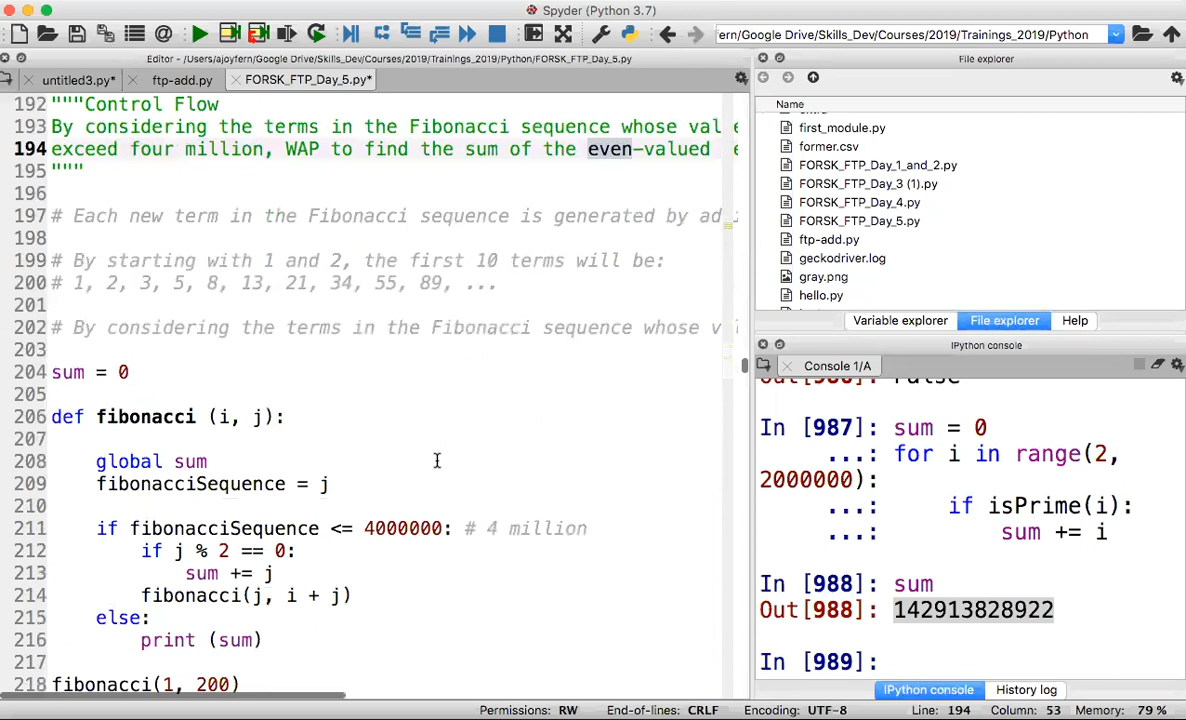 Spyder (Python 3.7)
ern/Google Drive/Skills_Dev/Courses/2019/Trainings_2019/Python
Editor - /Users/ajoyfern/Google Drive/Skills_Dev/Courses/2019/Trainings_2019/Python/FORSK_FTP_Day_5.py
untitled3.py*
ftp-add.py
FORSK_FTP_Day_5.py*
192 """Control Flow
193 By considering the terms in the Fibonacci sequence whose val
194 exceed four million, WAP to find the sum of the even-valued
195 """
196
197 # Each new term in the Fibonacci sequence is generated by ad
198
199 # By starting with 1 and 2, the first 10 terms will be:
200 # 1, 2, 3, 5, 8, 13, 21, 34, 55, 89, ...
201
202 # By considering the terms in the Fibonacci sequence whose v
203
204 sum = 0
205
206 def fibonacci (i, j):
207
208 global sum
209 fibonacciSequence = j
210
211 if fibonacciSequence <= 4000000: # 4 million
212 if j % 2 == 0:
213 sum += j
214 fibonacci(j, i + j)
215 else:
216 print (sum)
217
218 fibonacci(1, 200)
File explorer
Name
first_module.py
former.csv
FORSK_FTP_Day_1_and_2.py
FORSK_FTP_Day_3 (1).py
FORSK_FTP_Day_4.py
FORSK_FTP_Day_5.py
ftp-add.py
geckodriver.log
gray.png
hello.py
Variable explorer
File explorer
Help
IPython console
Console 1/A
Out[986]: False
In [987]: sum = 0
...: for i in range(2,
2000000):
...: if isPrime(i):
...: sum += i
In [988]: sum
Out[988]: 142913828922
In [989]:
IPython console
History log
Permissions: RW
End-of-lines: CRLF
Encoding: UTF-8
Line: 194
Column: 53
Memory: 79 %